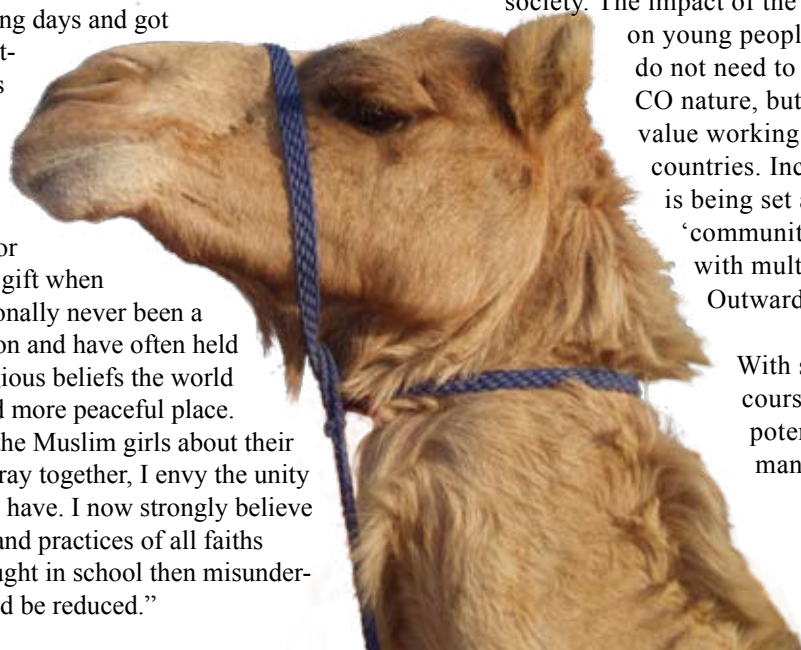 ng days and got
t-
s
or
gift when
onally never been a
on and have often held
gious beliefs the world
d more peaceful place.
the Muslim girls about their
ray together, I envy the unity
have. I now strongly believe
and practices of all faiths
ught in school then misunder-
d be reduced.”
society. The impact of the
on young peopl
do not need to
CO nature, but
value working
countries. Inc
is being set a
‘communit
with mult
Outward
With s
cours
poten
man